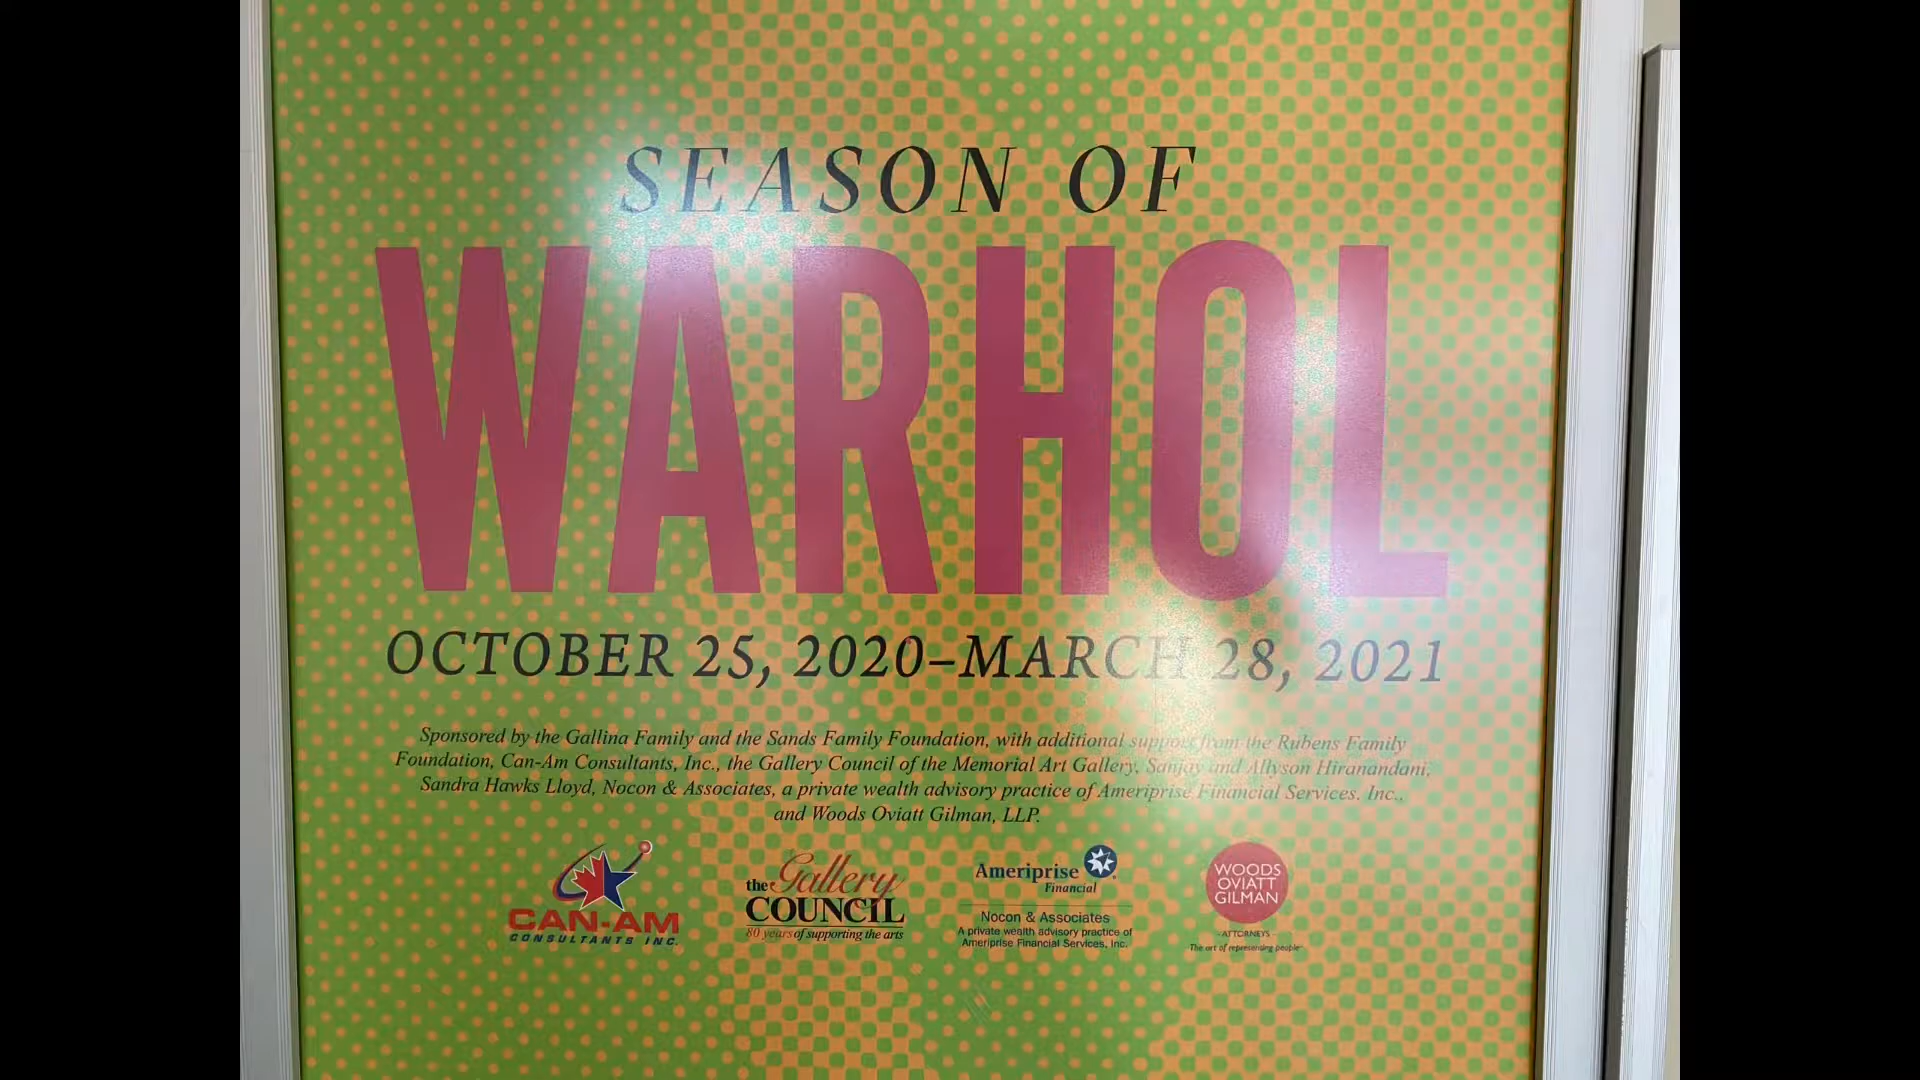 SEASON OF
WARHOL
OCTOBER 25, 2020–MARCH 28, 2021
Sponsored by the Gallina Family and the Sands Family Foundation, with additional support from the Rubens Family
Foundation, Can-Am Consultants, Inc., the Gallery Council of the Memorial Art Gallery, Sanjay and Allyson Hiranandani,
Sandra Hawks Lloyd, Nocon & Associates, a private wealth advisory practice of Ameriprise Financial Services, Inc.,
and Woods Oviatt Gilman, LLP.
CAN-AM
CONSULTANTS INC.
the Gallery
COUNCIL
80 years of supporting the arts
Ameriprise
Financial
Nocon & Associates
A private wealth advisory practice of
Ameriprise Financial Services, Inc.
WOODS
OVIATT
GILMAN
- ATTORNEYS -
The art of representing people